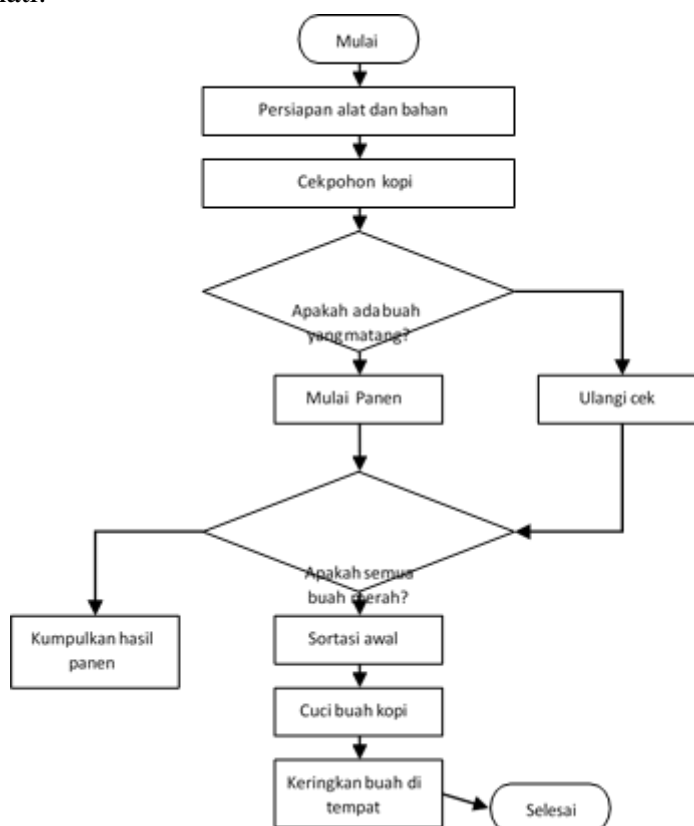 Mulai
Persiapan alat dan bahan
Cekpohon kopi
Apakah ada buah
yang matang?
Mulai Panen
Ulangi cek
Apakah semua
buah merah?
Kumpulkan hasil
panen
Sortasi awal
Cuci buah kopi
Keringkan buah di
tempat
Selesai